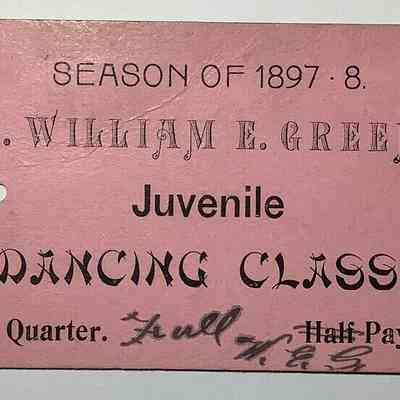 SEASON OF 1897-8.
. WILLIAM E. GREE
Juvenile
DANCING CLASS
Quarter. Full Half Pay
W. E. G.